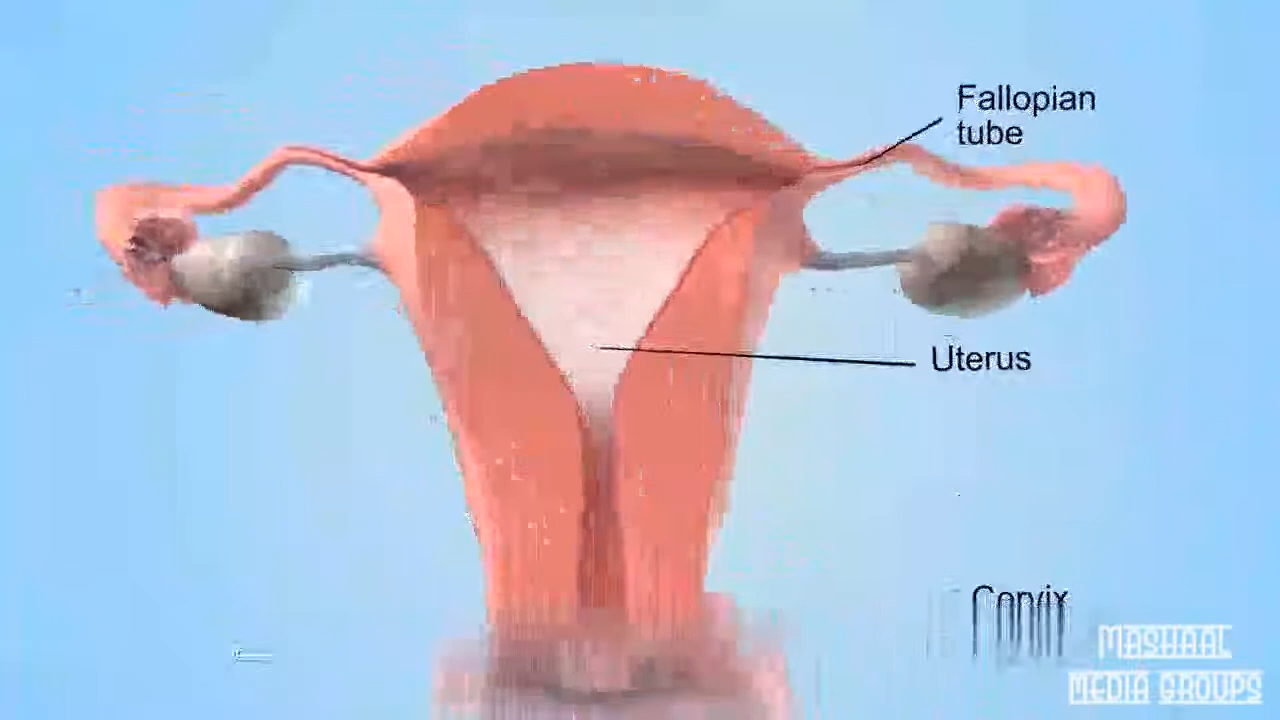 Fallopian
tube
Uterus
Cervix
MASHAAL
MEDIA GROUPS